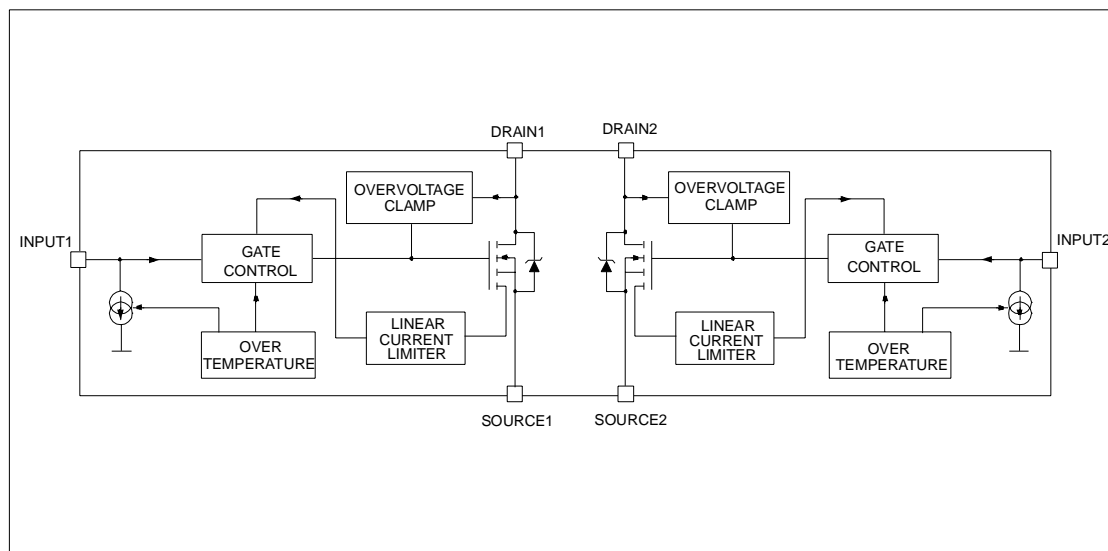 DRAIN1
DRAIN2
OVERVOLTAGE
CLAMP
OVERVOLTAGE
CLAMP
INPUT1
GATE
CONTROL
GATE
CONTROL
INPUT2
LINEAR
CURRENT
LIMITER
LINEAR
CURRENT
LIMITER
OVER
TEMPERATURE
OVER
TEMPERATURE
SOURCE1
SOURCE2